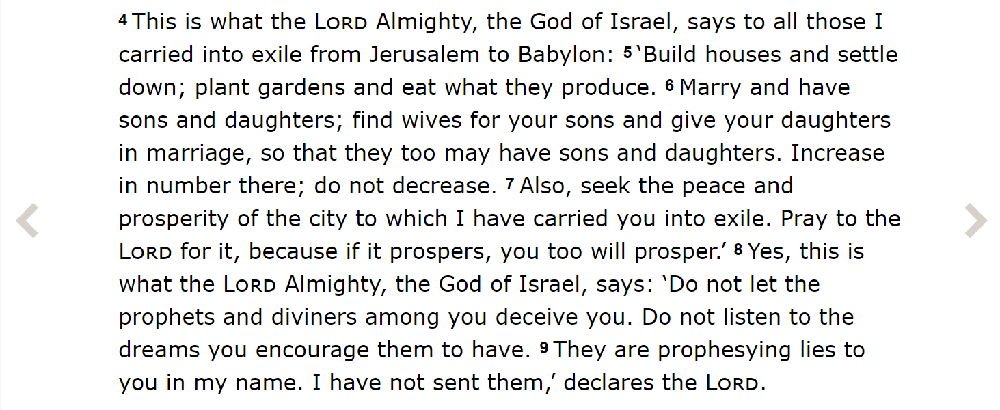 4 This is what the LORD Almighty, the God of Israel, says to all those I
carried into exile from Jerusalem to Babylon: 5 ‘Build houses and settle
down; plant gardens and eat what they produce. 6 Marry and have
sons and daughters; find wives for your sons and give your daughters
in marriage, so that they too may have sons and daughters. Increase
in number there; do not decrease. 7 Also, seek the peace and
prosperity of the city to which I have carried you into exile. Pray to the
LORD for it, because if it prospers, you too will prosper.’ 8 Yes, this is
what the LORD Almighty, the God of Israel, says: ‘Do not let the
prophets and diviners among you deceive you. Do not listen to the
dreams you encourage them to have. 9 They are prophesying lies to
you in my name. I have not sent them,’ declares the LORD.